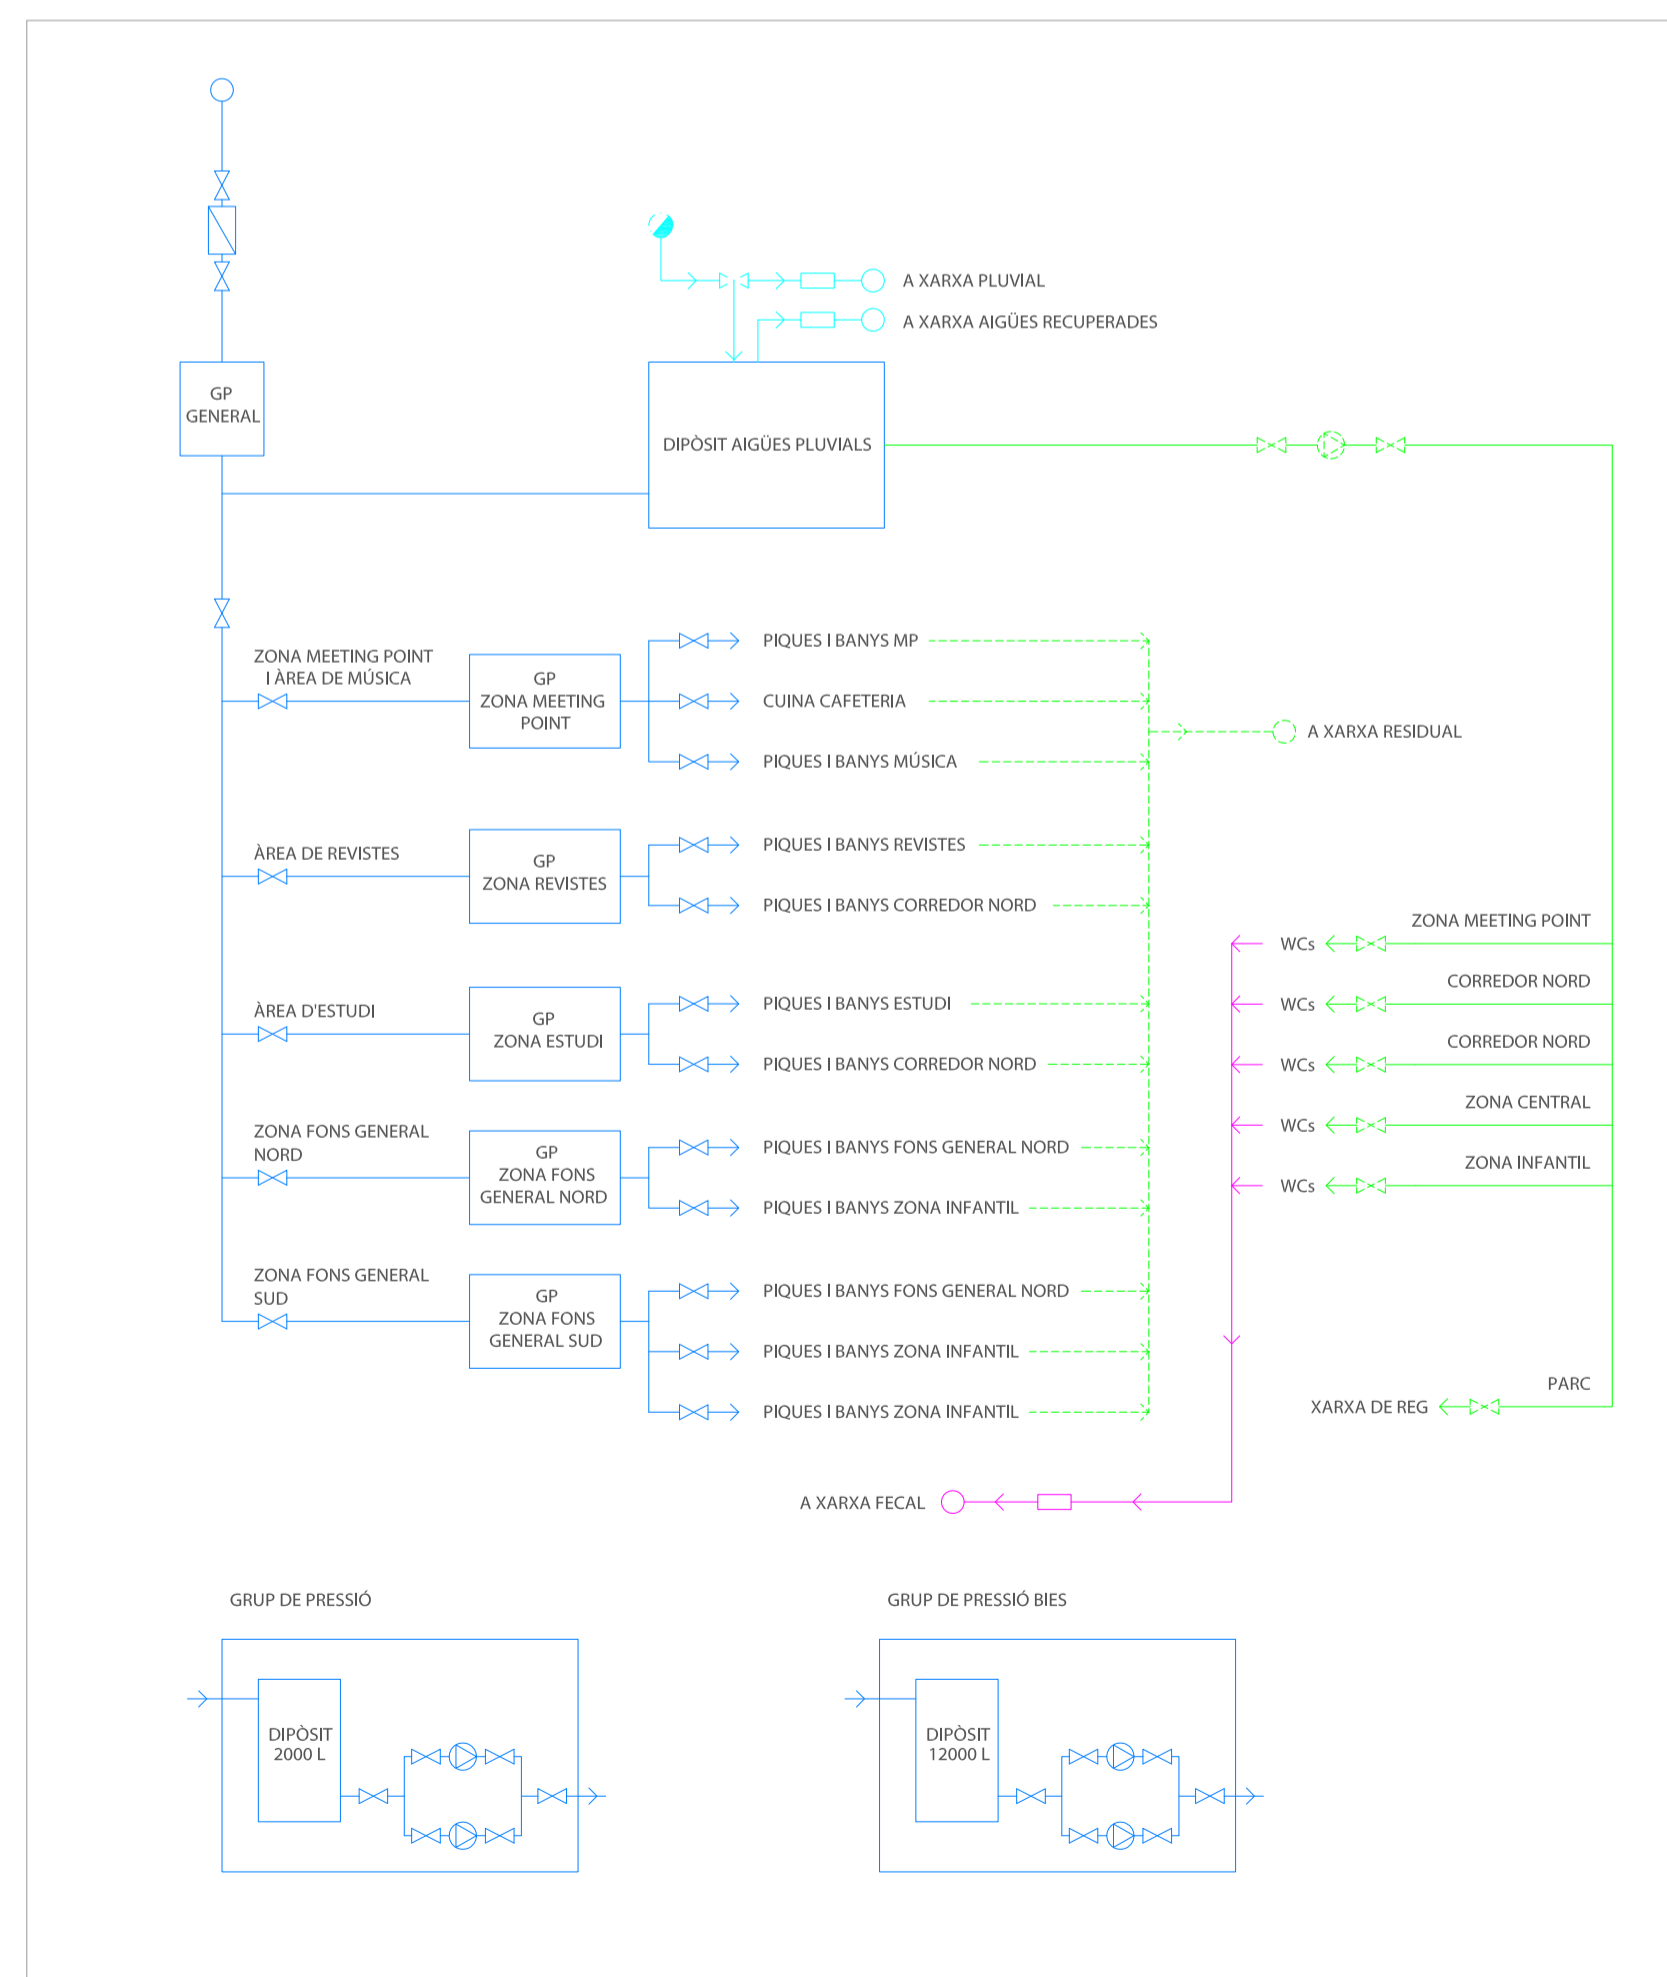 A XARXA PLUVIAL
A XARXA AIGÜES RECUPERADES
GP
GENERAL
DIPÒSIT AIGÜES PLUVIALS
ZONA MEETING POINT
I ÀREA DE MÚSICA
GP
ZONA MEETING
POINT
PIQUES I BANYS MP
CUINA CAFETERIA
PIQUES I BANYS MÚSICA
A XARXA RESIDUAL
ÀREA DE REVISTES
GP
ZONA REVISTES
PIQUES I BANYS REVISTES
PIQUES I BANYS CORREDOR NORD
ÀREA D'ESTUDI
GP
ZONA ESTUDI
PIQUES I BANYS ESTUDI
PIQUES I BANYS CORREDOR NORD
ZONA FONS GENERAL
NORD
GP
ZONA FONS
GENERAL NORD
PIQUES I BANYS FONS GENERAL NORD
PIQUES I BANYS ZONA INFANTIL
ZONA FONS GENERAL
SUD
GP
ZONA FONS
GENERAL SUD
PIQUES I BANYS FONS GENERAL NORD
PIQUES I BANYS ZONA INFANTIL
PIQUES I BANYS ZONA INFANTIL
ZONA MEETING POINT
WCs
CORREDOR NORD
WCs
CORREDOR NORD
WCs
ZONA CENTRAL
WCs
ZONA INFANTIL
WCs
PARC
XARXA DE REG
A XARXA FECAL
GRUP DE PRESSIÓ
DIPÒSIT
2000 L
GRUP DE PRESSIÓ BIES
DIPÒSIT
12000 L